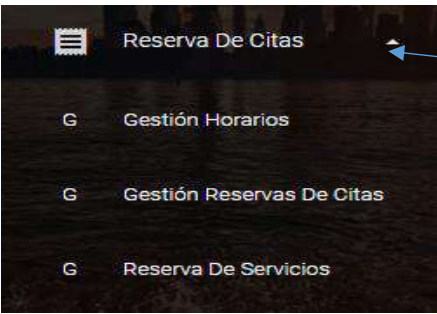 Reserva De Citas
G Gestión Horarios
G Gestión Reservas De Citas
G Reserva De Servicios